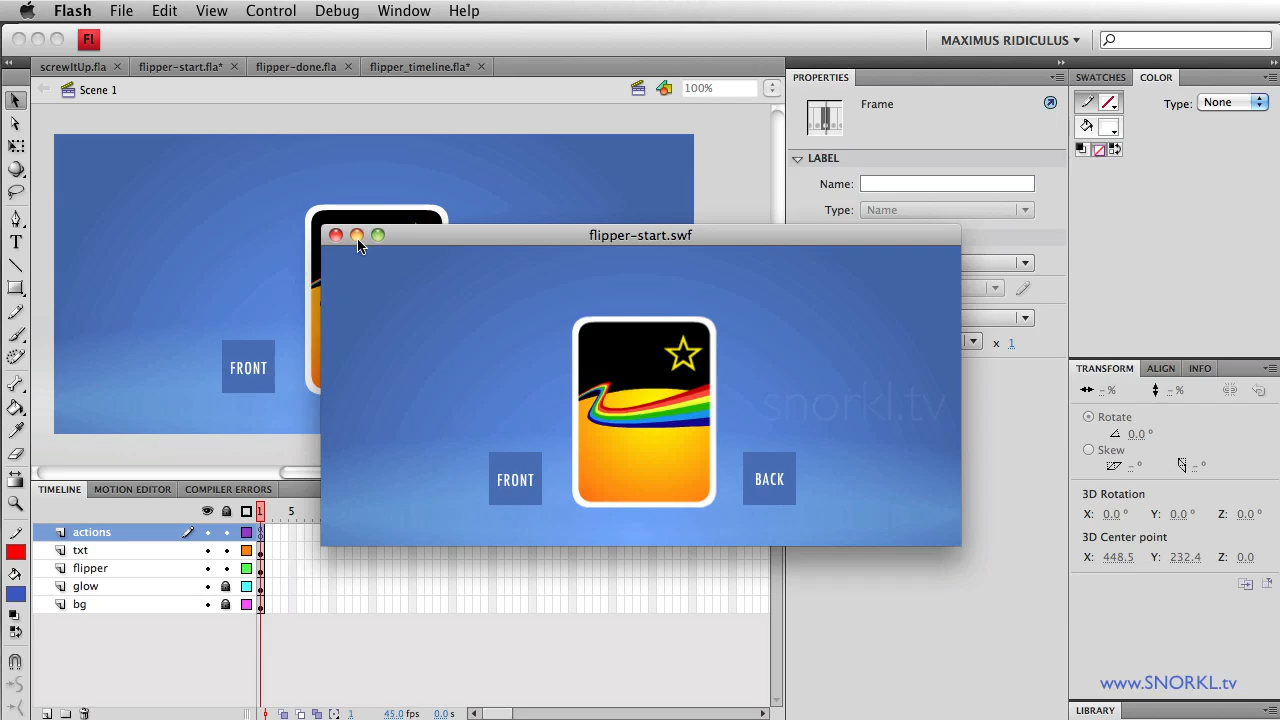 Flash File Edit View Control Debug Window Help
Fl MAXIMUS RIDICULUS
screwItUp.fla flipper-start.fla* flipper-done.fla flipper_timeline.fla*
Scene 1 100%
PROPERTIES
Frame
LABEL
Name:
Type: Name
x 1
SWATCHES COLOR
Type: None
flipper-start.swf
FRONT
snorkl.tv
FRONT
BACK
TRANSFORM ALIGN INFO
- % - %
Rotate
0.0 °
Skew
- ° - °
3D Rotation
X: 0.0 ° Y: 0.0 ° Z: 0.0 °
3D Center point
X: 448.5 Y: 232.4 Z: 0.0
TIMELINE MOTION EDITOR COMPILER ERRORS
1 5
actions
txt
flipper
glow
bg
1 45.0 fps 0.0 s
www.SNORKL.tv
LIBRARY